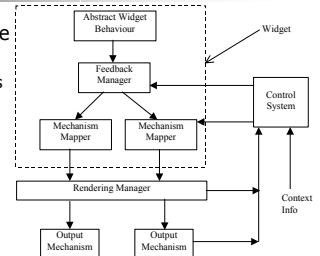 e
s
Abstract Widget
Behaviour
Widget
Feedback
Manager
Control
System
Mechanism
Mapper
Mechanism
Mapper
Rendering Manager
Context
Info
Output
Mechanism
Output
Mechanism